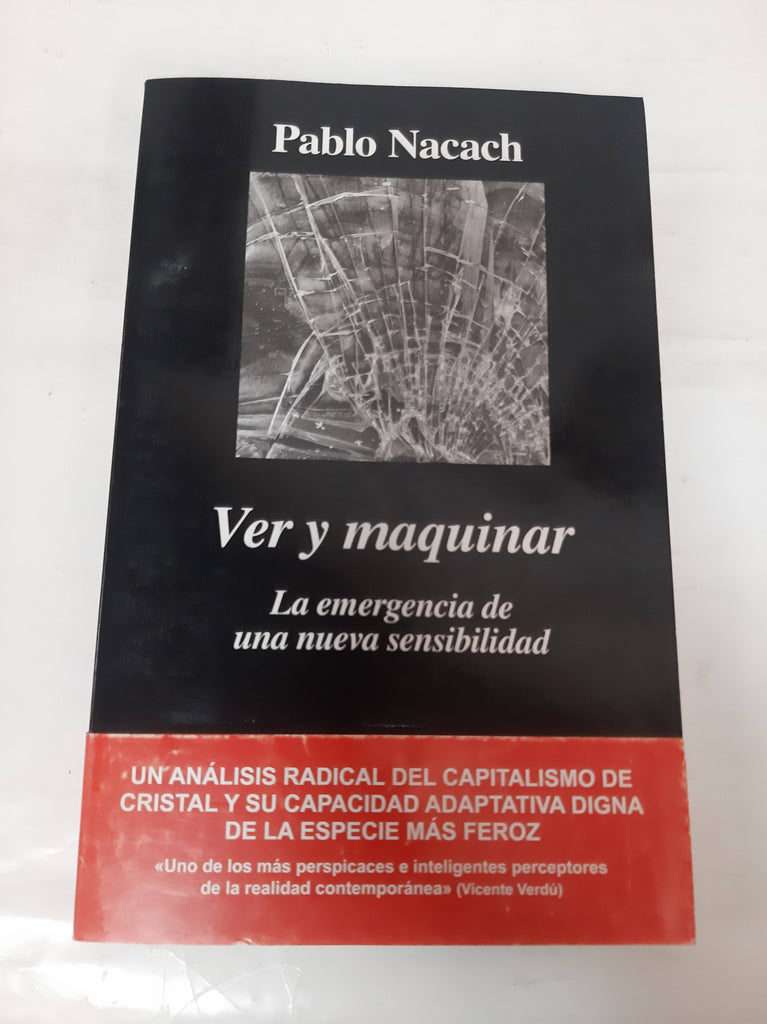 Pablo Nacach
Ver y maquinar
La emergencia de
una nueva sensibilidad
UN ANÁLISIS RADICAL DEL CAPITALISMO DE
CRISTAL Y SU CAPACIDAD ADAPTATIVA DIGNA
DE LA ESPECIE MÁS FEROZ
«Uno de los más perspicaces e inteligentes perceptores
de la realidad contemporánea» (Vicente Verdú)